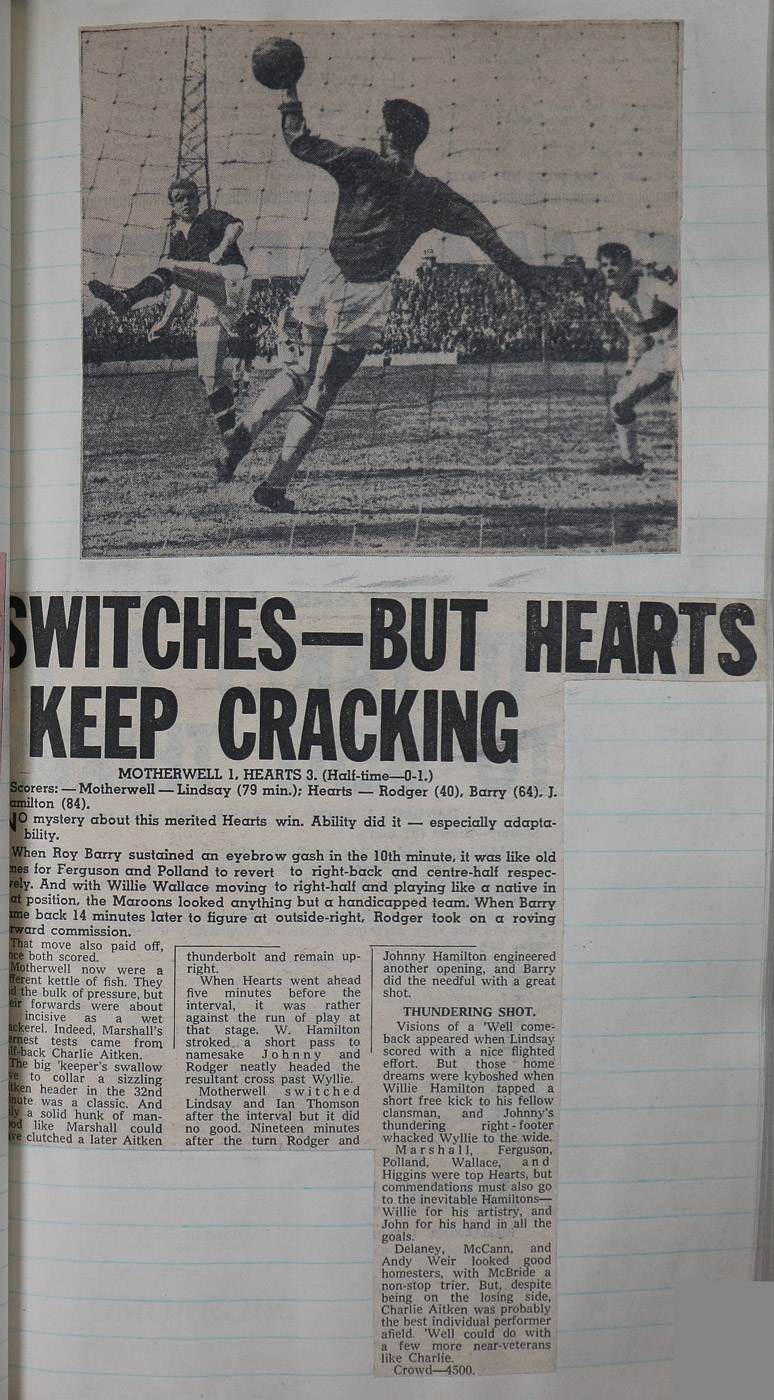 SWITCHES—BUT HEARTS
KEEP CRACKING
MOTHERWELL 1, HEARTS 3. (Half-time—0-1.)
Scorers: — Motherwell — Lindsay (79 min.); Hearts — Rodger (40), Barry (64), J.
amilton (84).
NO mystery about this merited Hearts win. Ability did it — especially adapta-
bility.
When Roy Barry sustained an eyebrow gash in the 10th minute, it was like old
mes for Ferguson and Polland to revert to right-back and centre-half respec-
vely. And with Willie Wallace moving to right-half and playing like a native in
at position, the Maroons looked anything but a handicapped team. When Barry
me back 14 minutes later to figure at outside-right, Rodger took on a roving
rward commission.
That move also paid off,
nce both scored.
Motherwell now were a
fferent kettle of fish. They
d the bulk of pressure, but
eir forwards were about
incisive as a wet
ackerel. Indeed, Marshall's
rnest tests came from
lf-back Charlie Aitken.
The big 'keeper's swallow
ve to collar a sizzling
itken header in the 32nd
nute was a classic. And
ly a solid hunk of man-
od like Marshall could
ve clutched a later Aitken
thunderbolt and remain up-
right.
When Hearts went ahead
five minutes before the
interval, it was rather
against the run of play at
that stage. W. Hamilton
stroked a short pass to
namesake Johnny and
Rodger neatly headed the
resultant cross past Wyllie.
Motherwell switched
Lindsay and Ian Thomson
after the interval but it did
no good. Nineteen minutes
after the turn Rodger and
Johnny Hamilton engineered
another opening, and Barry
did the needful with a great
shot.
THUNDERING SHOT.
Visions of a 'Well come-
back appeared when Lindsay
scored with a nice flighted
effort. But those home
dreams were kyboshed when
Willie Hamilton tapped a
short free kick to his fellow
clansman, and Johnny's
thundering right-footer
whacked Wyllie to the wide.
Marshall, Ferguson,
Polland, Wallace, and
Higgins were top Hearts, but
commendations must also go
to the inevitable Hamiltons—
Willie for his artistry, and
John for his hand in all the
goals.
Delaney, McCann, and
Andy Weir looked good
homesters, with McBride a
non-stop trier. But, despite
being on the losing side,
Charlie Aitken was probably
the best individual performer
afield. 'Well could do with
a few more near-veterans
like Charlie.
Crowd—4500.